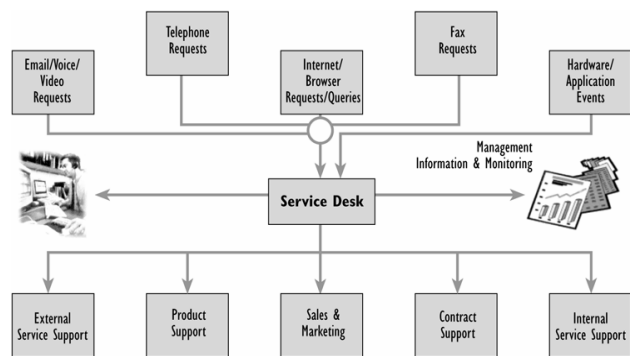 Telephone
Requests
Fax
Requests
Email/Voice/
Video
Requests
Internet/
Browser
Requests/Queries
Hardware/
Application
Events
Management
Information & Monitoring
Service Desk
External
Service Support
Product
Support
Sales &
Marketing
Contract
Support
Internal
Service Support